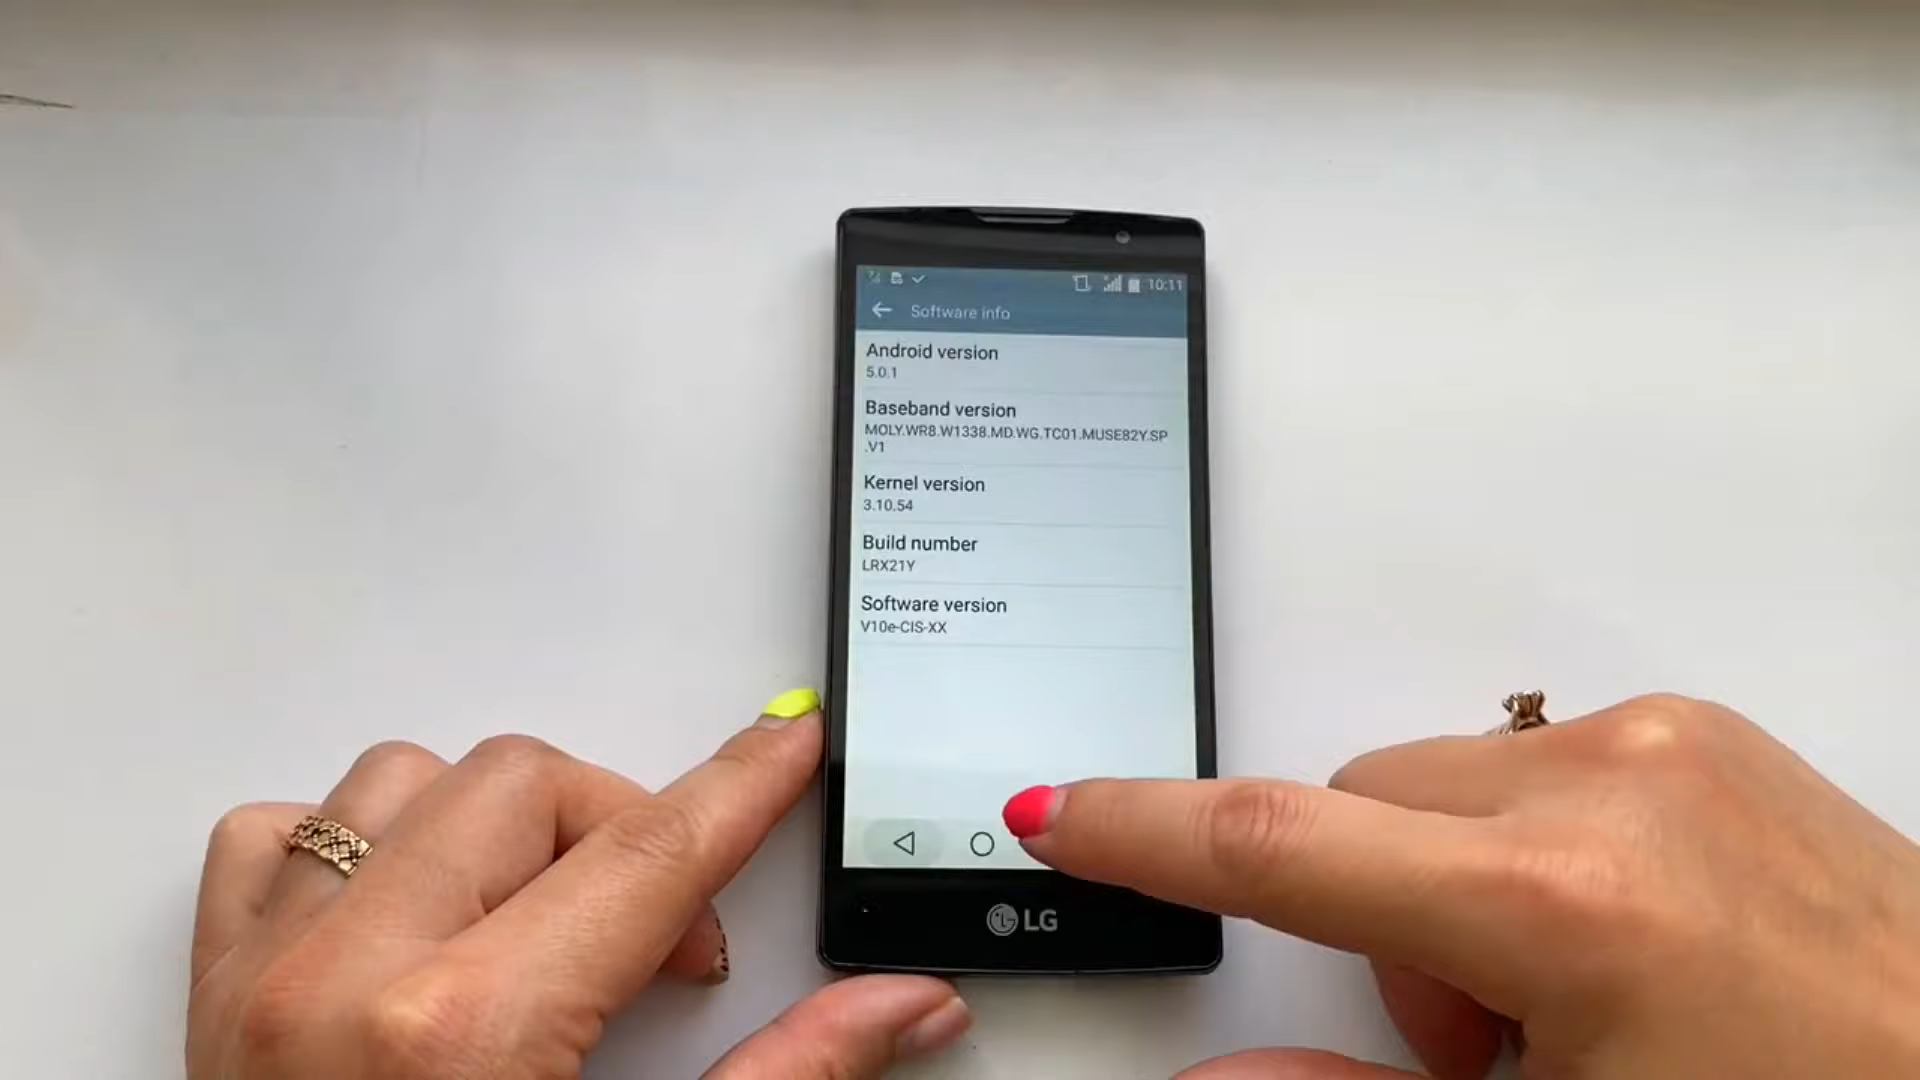 10:11
Software info
Android version
5.0.1
Baseband version
MOLY.WR8.W1338.MD.WG.TC01.MUSE82Y.SP
.V1
Kernel version
3.10.54
Build number
LRX21Y
Software version
V10e-CIS-XX
LG